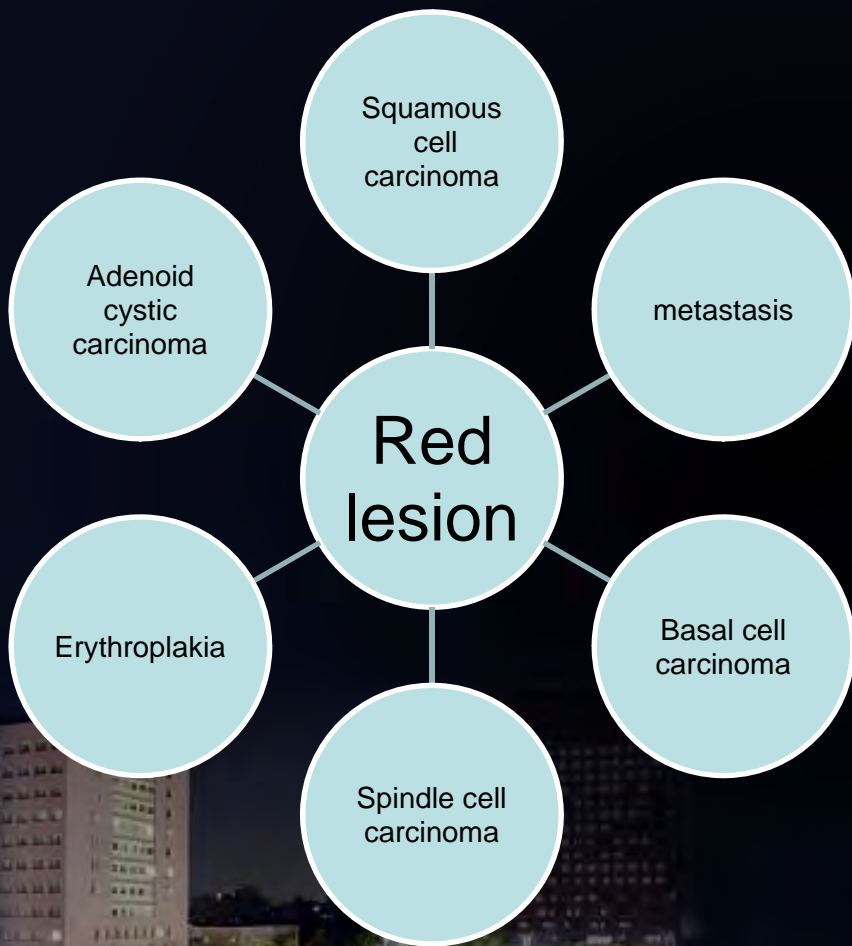 Squamous
cell
carcinoma
Adenoid
cystic
carcinoma
metastasis
Red
lesion
Erythroplakia
Basal cell
carcinoma
Spindle cell
carcinoma